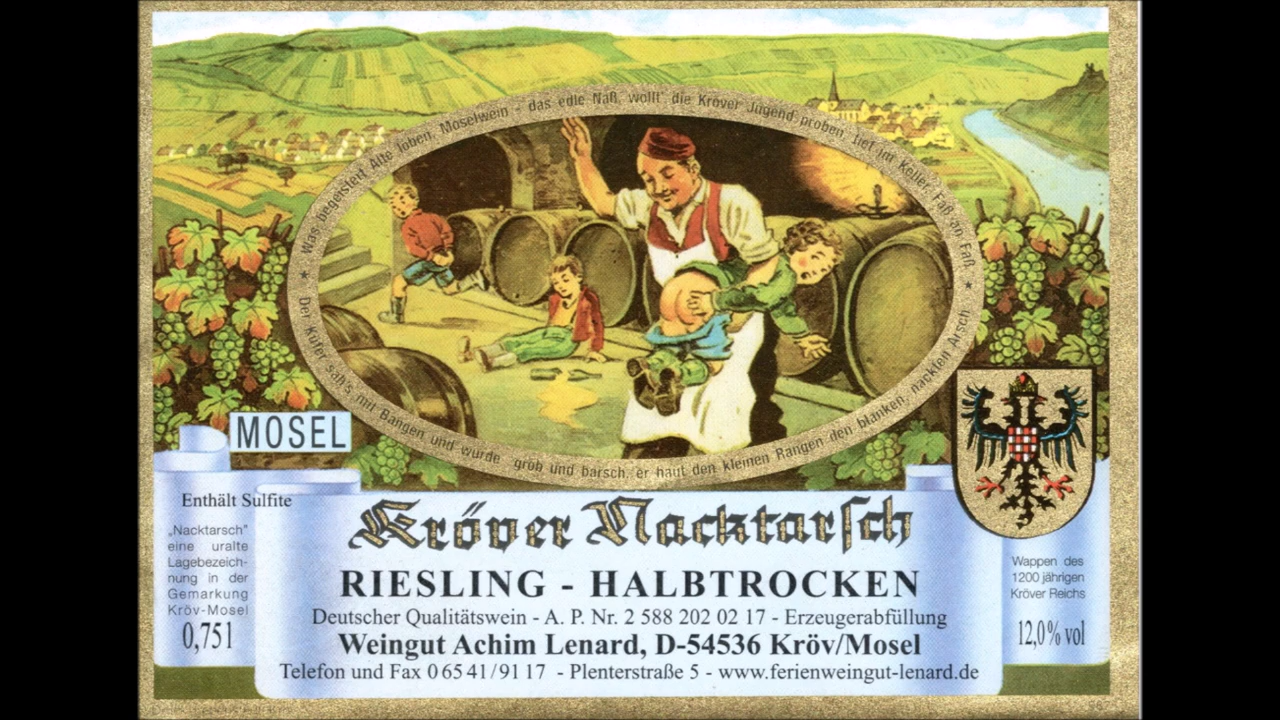 ★ Was begeistert Alte loben, Moselwein - das edle Naß, wollt' die Kröver Jugend proben tief im Keller, Faß an Faß. ★
Der Küfer sah's mit Bangen und wurde grob und barsch, er haut den kleinen Rangen den blanken, nackten Arsch
MOSEL
Enthält Sulfite
„Nacktarsch"
eine uralte
Lagebezeich-
nung in der
Gemarkung
Kröv-Mosel
0,75l
Kröver Nacktarsch
RIESLING - HALBTROCKEN
Deutscher Qualitätswein - A. P. Nr. 2 588 202 02 17 - Erzeugerabfüllung
Weingut Achim Lenard, D-54536 Kröv/Mosel
Telefon und Fax 0 65 41/91 17 - Plenterstraße 5 - www.ferienweingut-lenard.de
Wappen des
1200 jährigen
Kröver Reichs
12,0% vol